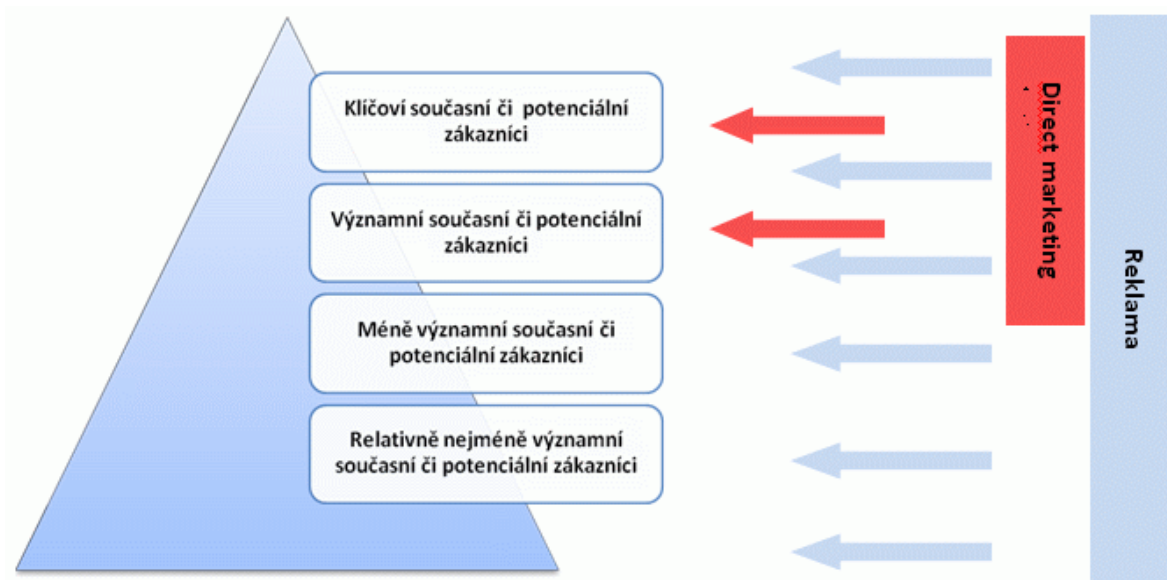 Klíčoví současní či potenciální
zákazníci
Významní současní či potenciální
zákazníci
Méně významní současní či
potenciální zákazníci
Relativně nejméně významní
současní či potenciální zákazníci
Direct marketing
Reklama